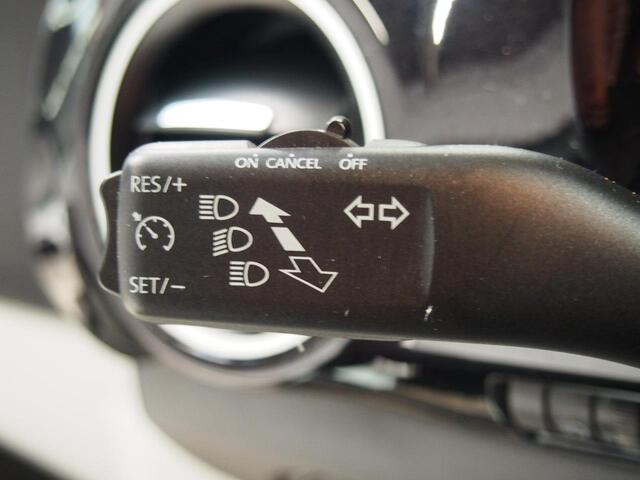 ON CANCEL OFF
RES/+
SET/-